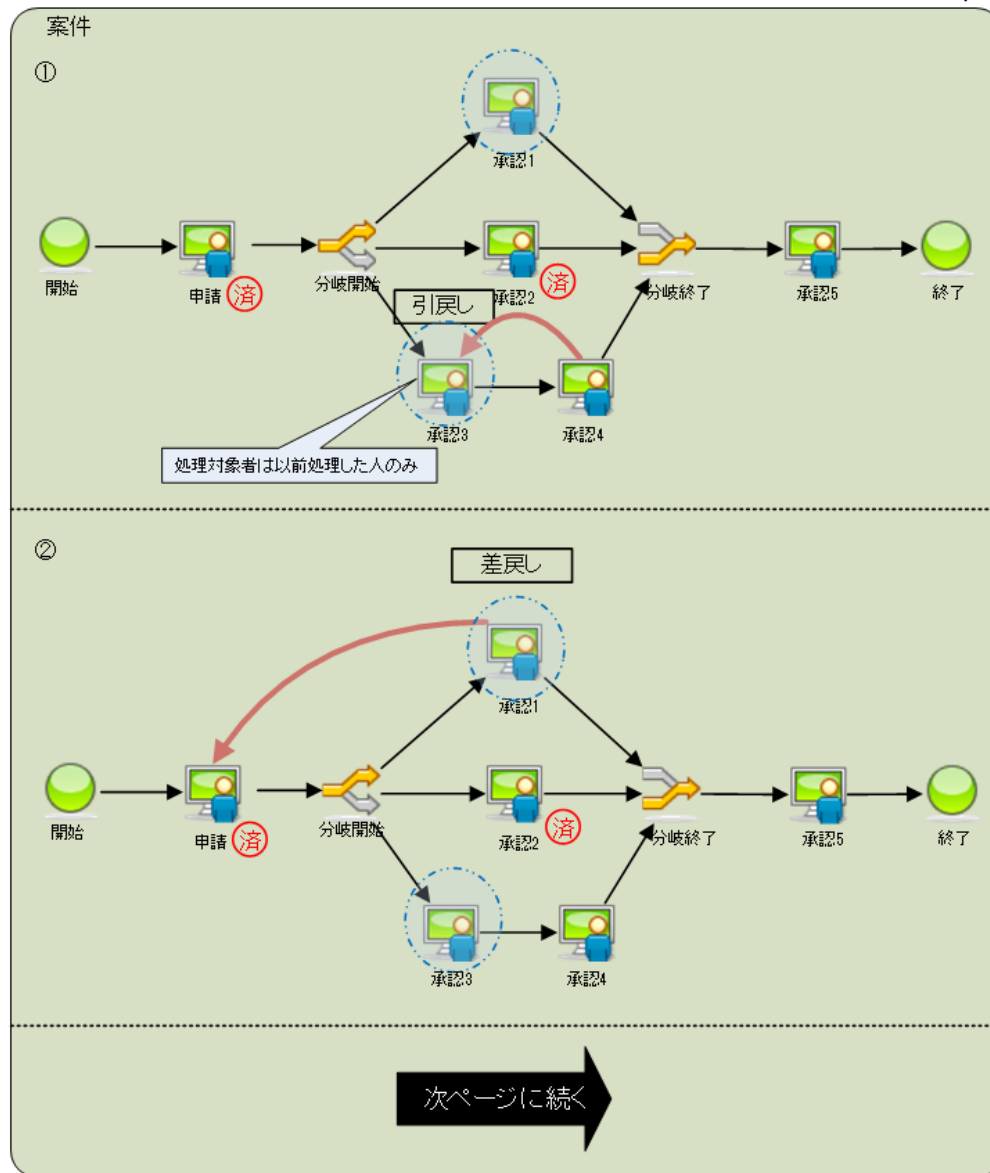 案件
①
承認1
開始
申請
済
分岐開始
承認2
済
分岐終了
承認5
終了
引戻し
承認3
承認4
処理対象者は以前処理した人のみ
②
差戻し
承認1
開始
申請
済
分岐開始
承認2
済
分岐終了
承認5
終了
承認3
承認4
次ページに続く